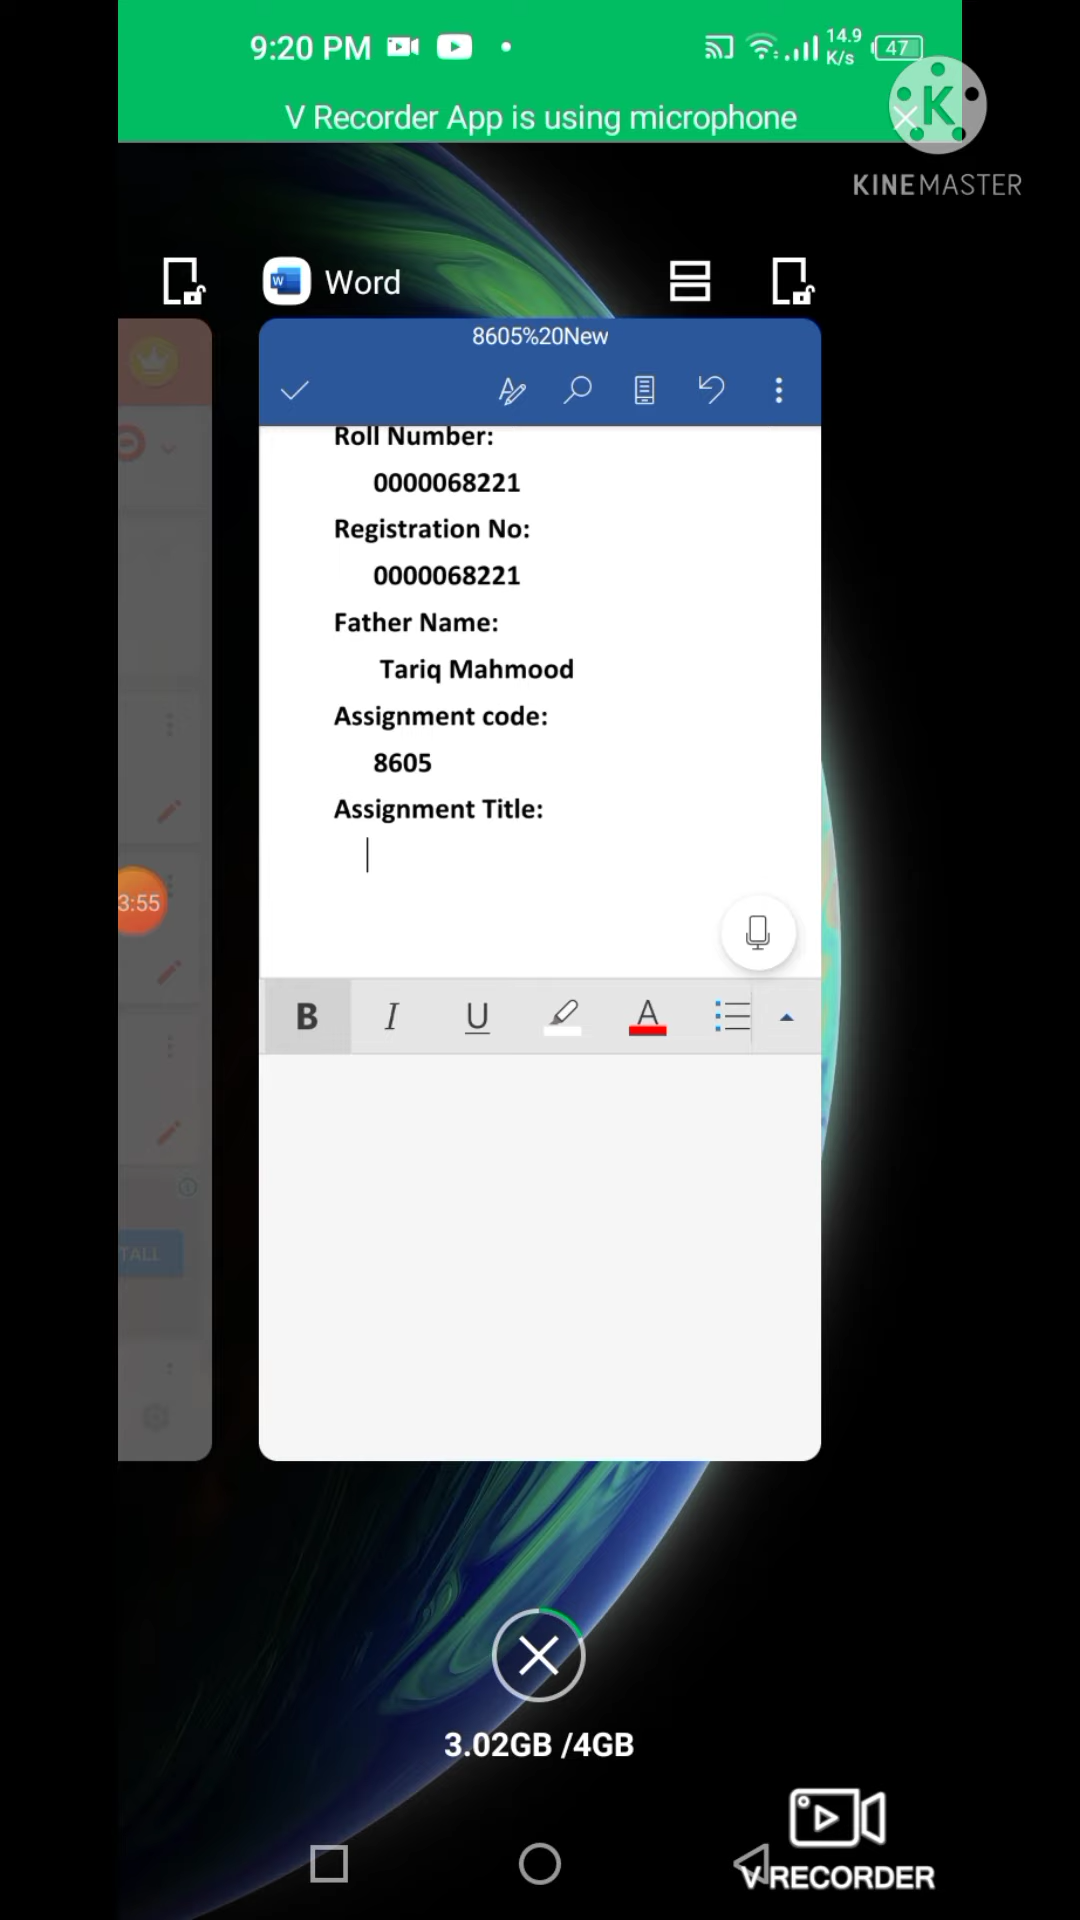 9:20 PM
14.9
K/s
47
V Recorder App is using microphone
K
KINEMASTER
Word
8605%20New
Roll Number:
0000068221
Registration No:
0000068221
Father Name:
Tariq Mahmood
Assignment code:
8605
Assignment Title:
3:55
B I U A
TALL
3.02GB /4GB
V RECORDER